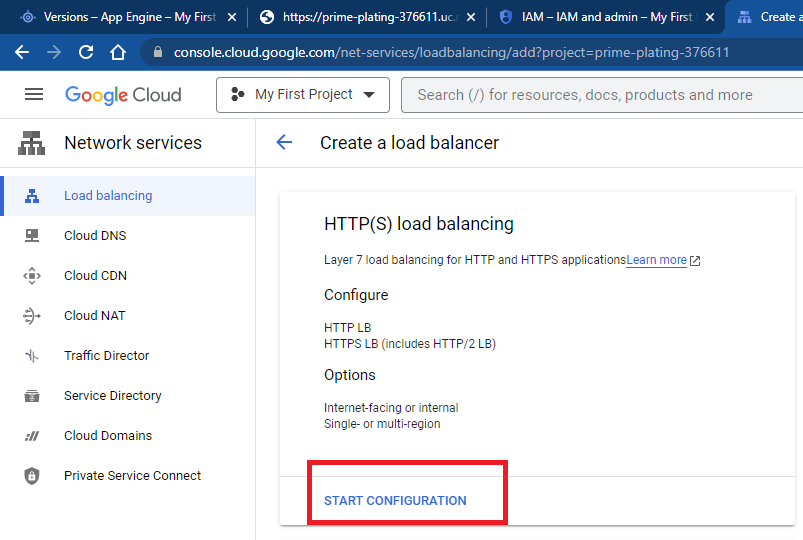 Versions – App Engine – My First
https://prime-plating-376611.uc.r
IAM – IAM and admin – My First
Create a
console.cloud.google.com/net-services/loadbalancing/add?project=prime-plating-376611
Google Cloud
My First Project
Search (/) for resources, docs, products and more
Network services
Create a load balancer
Load balancing
Cloud DNS
Cloud CDN
Cloud NAT
Traffic Director
Service Directory
Cloud Domains
Private Service Connect
HTTP(S) load balancing
Layer 7 load balancing for HTTP and HTTPS applicationsLearn more
Configure
HTTP LB
HTTPS LB (includes HTTP/2 LB)
Options
Internet-facing or internal
Single- or multi-region
START CONFIGURATION